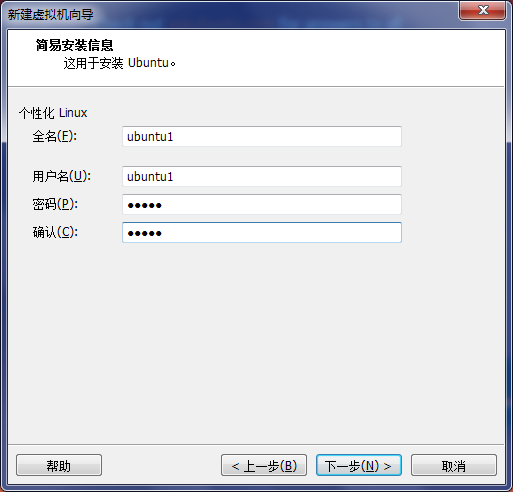 新建虚拟机向导
简易安装信息
这用于安装 Ubuntu。
个性化 Linux
全名(F): ubuntu1
用户名(U): ubuntu1
密码(P): ●●●●●
确认(C): ●●●●●
帮助 < 上一步(B) 下一步(N) > 取消